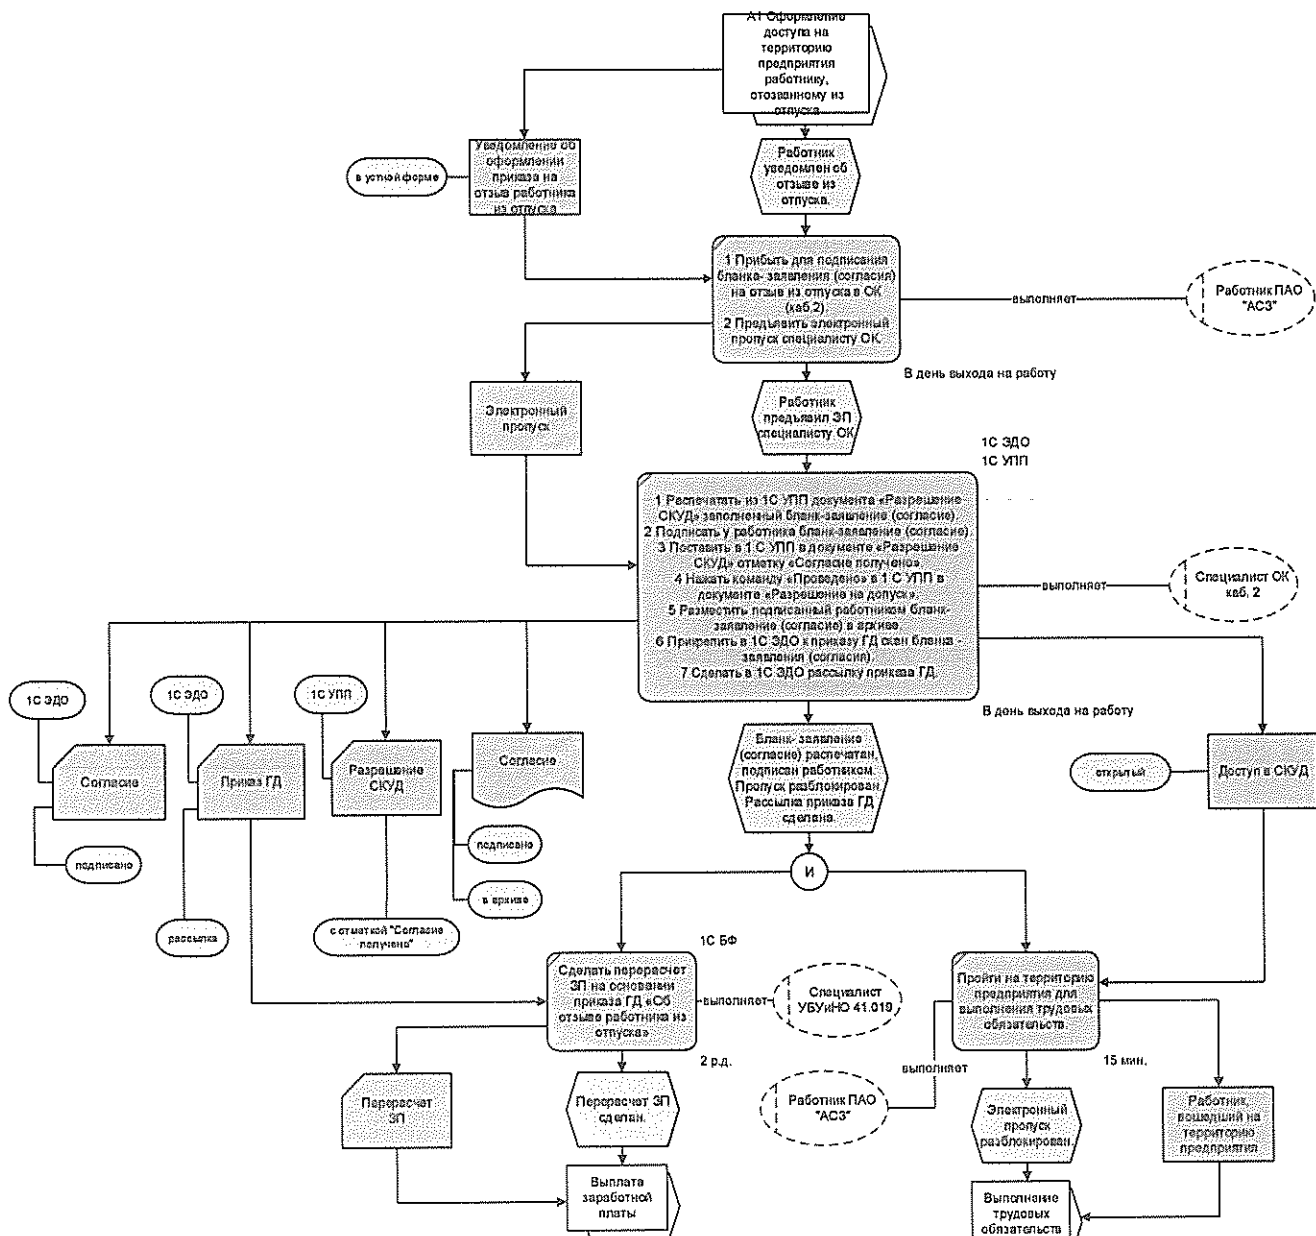 А1 Оформление
доступа на
территорию
предприятия
работнику,
отозванному из
отпуска
Уведомление об
оформлении
приказа на
отзыв работника
из отпуска
в устной форме
Работник
уведомлен об
отзыве из
отпуска.
1 Прибыть для подписания
бланка- заявления (согласия)
на отзыв из отпуска в ОК
(каб,2)
2 Предъявить электронный
пропуск специалисту ОК.
выполняет
Работник ПАО
"АСЗ"
В день выхода на работу
Электронный
пропуск
Работник
предъявил ЭП
специалисту ОК
1С ЭДО
1С УПП
1 Распечатать из 1С УПП документа «Разрешение
СКУД» заполненный бланк-заявление (согласие).
2 Подписать у работника бланк-заявление (согласие).
3 Поставить в 1 С УПП в документе «Разрешение
СКУД» отметку «Согласие получено».
4 Нажать команду «Проведено» в 1 С УПП в
документе «Разрешение на допуск».
5 Разместить подписанный работником бланк-
заявление (согласие) в архиве.
6 Прикрепить в 1С ЭДО к приказу ГД скан бланка -
заявления (согласия).
7 Сделать в 1С ЭДО рассылку приказа ГД.
выполняет
Специалист ОК
каб, 2
В день выхода на работу
1С ЭДО
1С ЭДО
1С УПП
Согласие
Приказ ГД
Разрешение
СКУД
Согласие
подписано
рассылка
с отметкой "Согласие
получено"
подписано
в архиве
Бланк- заявление
(согласие) распечатан,
подписан работником.
Пропуск разблокирован.
Рассылка приказа ГД
сделана.
открытый
Доступ в СКУД
И
1С БФ
Сделать перерасчет
ЗП на основании
приказа ГД «Об
отзыве работника из
отпуска»
выполняет
Специалист
УБУиНО 41.019
2 р.д.
Пройти на территорию
предприятия для
выполнения трудовых
обязательств.
выполняет
15 мин.
Работник ПАО
"АСЗ"
Перерасчет
ЗП
Перерасчет ЗП
сделан.
Электронный
пропуск
разблокирован.
Работник,
вошедший на
территорию
предприятия
Выплата
заработной
платы
Выполнение
трудовых
обязательств